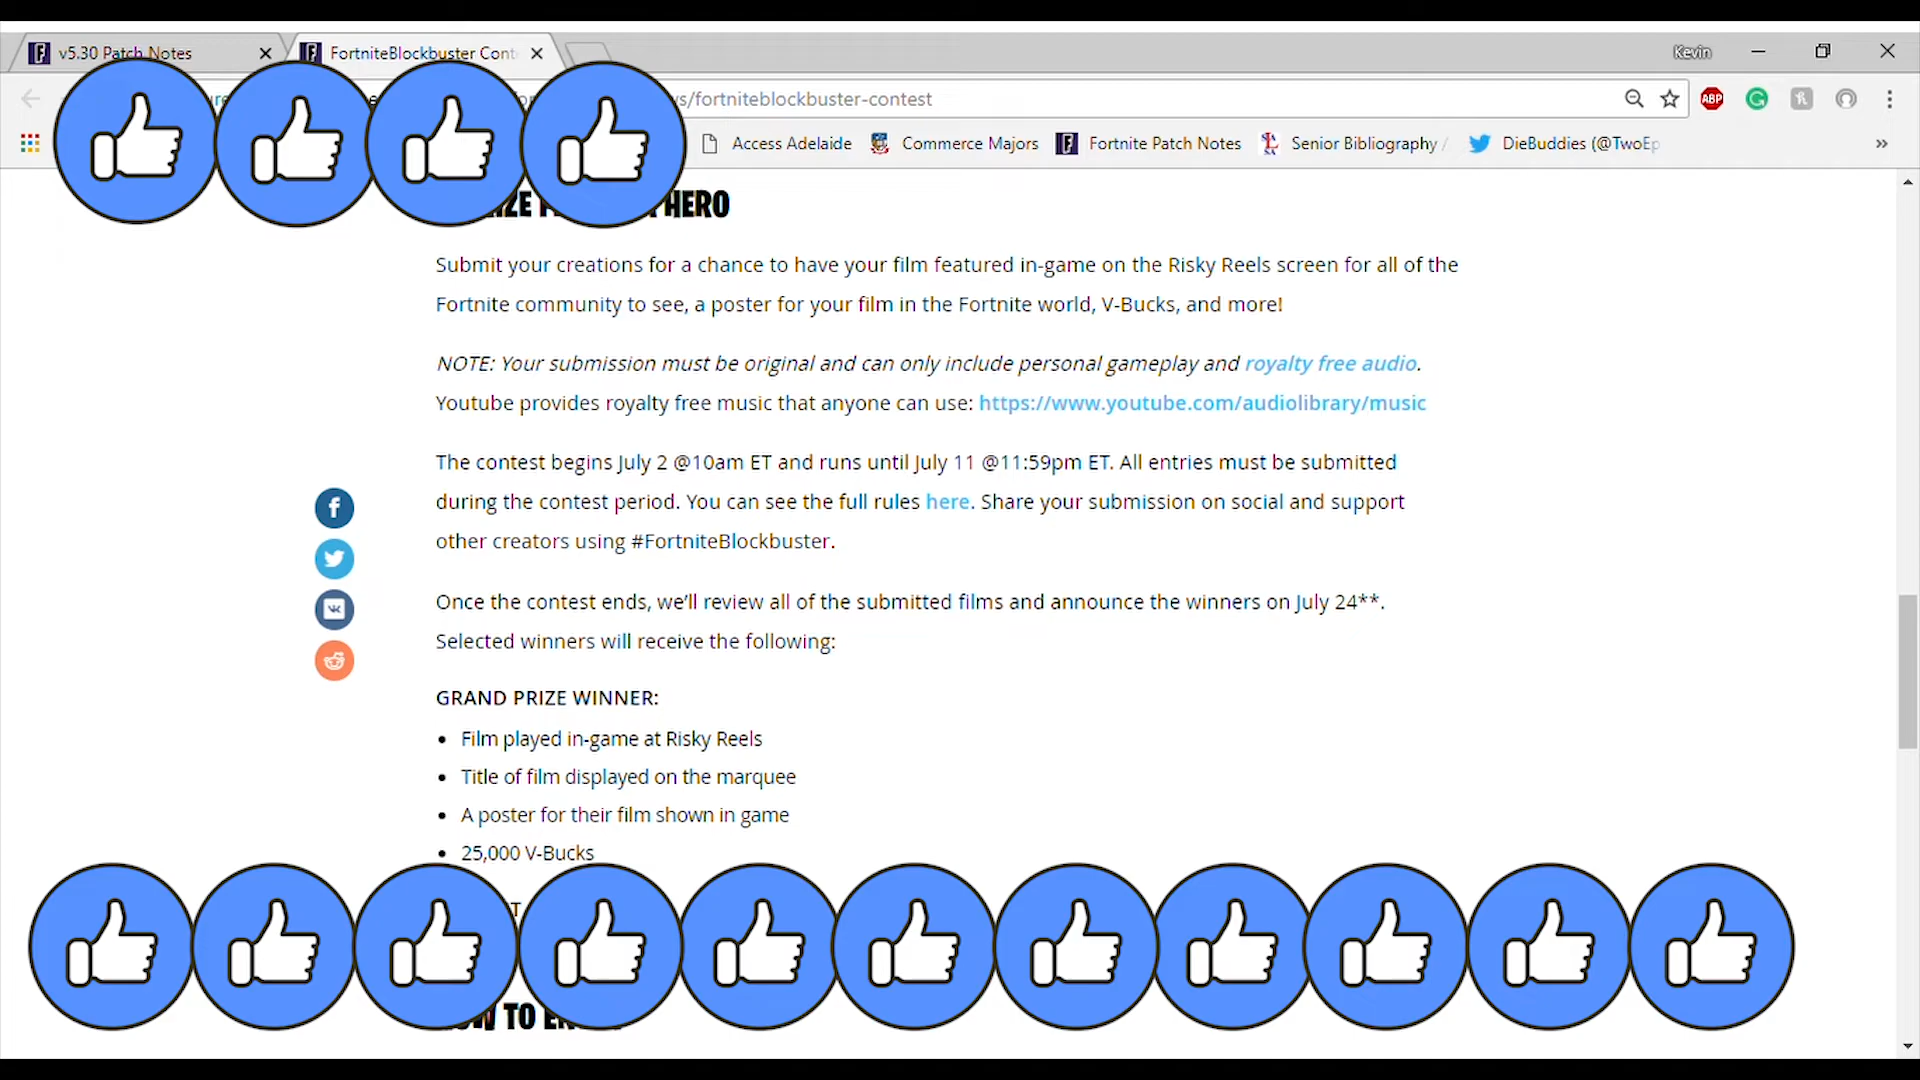 v5.30 Patch Notes
FortniteBlockbuster Cont
Kevin
s/fortniteblockbuster-contest
ABP
Access Adelaide
Commerce Majors
Fortnite Patch Notes
Senior Bibliography /
DieBuddies (@TwoEp
HERO
Submit your creations for a chance to have your film featured in-game on the Risky Reels screen for all of the
Fortnite community to see, a poster for your film in the Fortnite world, V-Bucks, and more!
NOTE: Your submission must be original and can only include personal gameplay and royalty free audio.
Youtube provides royalty free music that anyone can use: https://www.youtube.com/audiolibrary/music
The contest begins July 2 @10am ET and runs until July 11 @11:59pm ET. All entries must be submitted
during the contest period. You can see the full rules here. Share your submission on social and support
other creators using #FortniteBlockbuster.
Once the contest ends, we'll review all of the submitted films and announce the winners on July 24**.
Selected winners will receive the following:
GRAND PRIZE WINNER:
• Film played in-game at Risky Reels
• Title of film displayed on the marquee
• A poster for their film shown in game
• 25,000 V-Bucks
TO